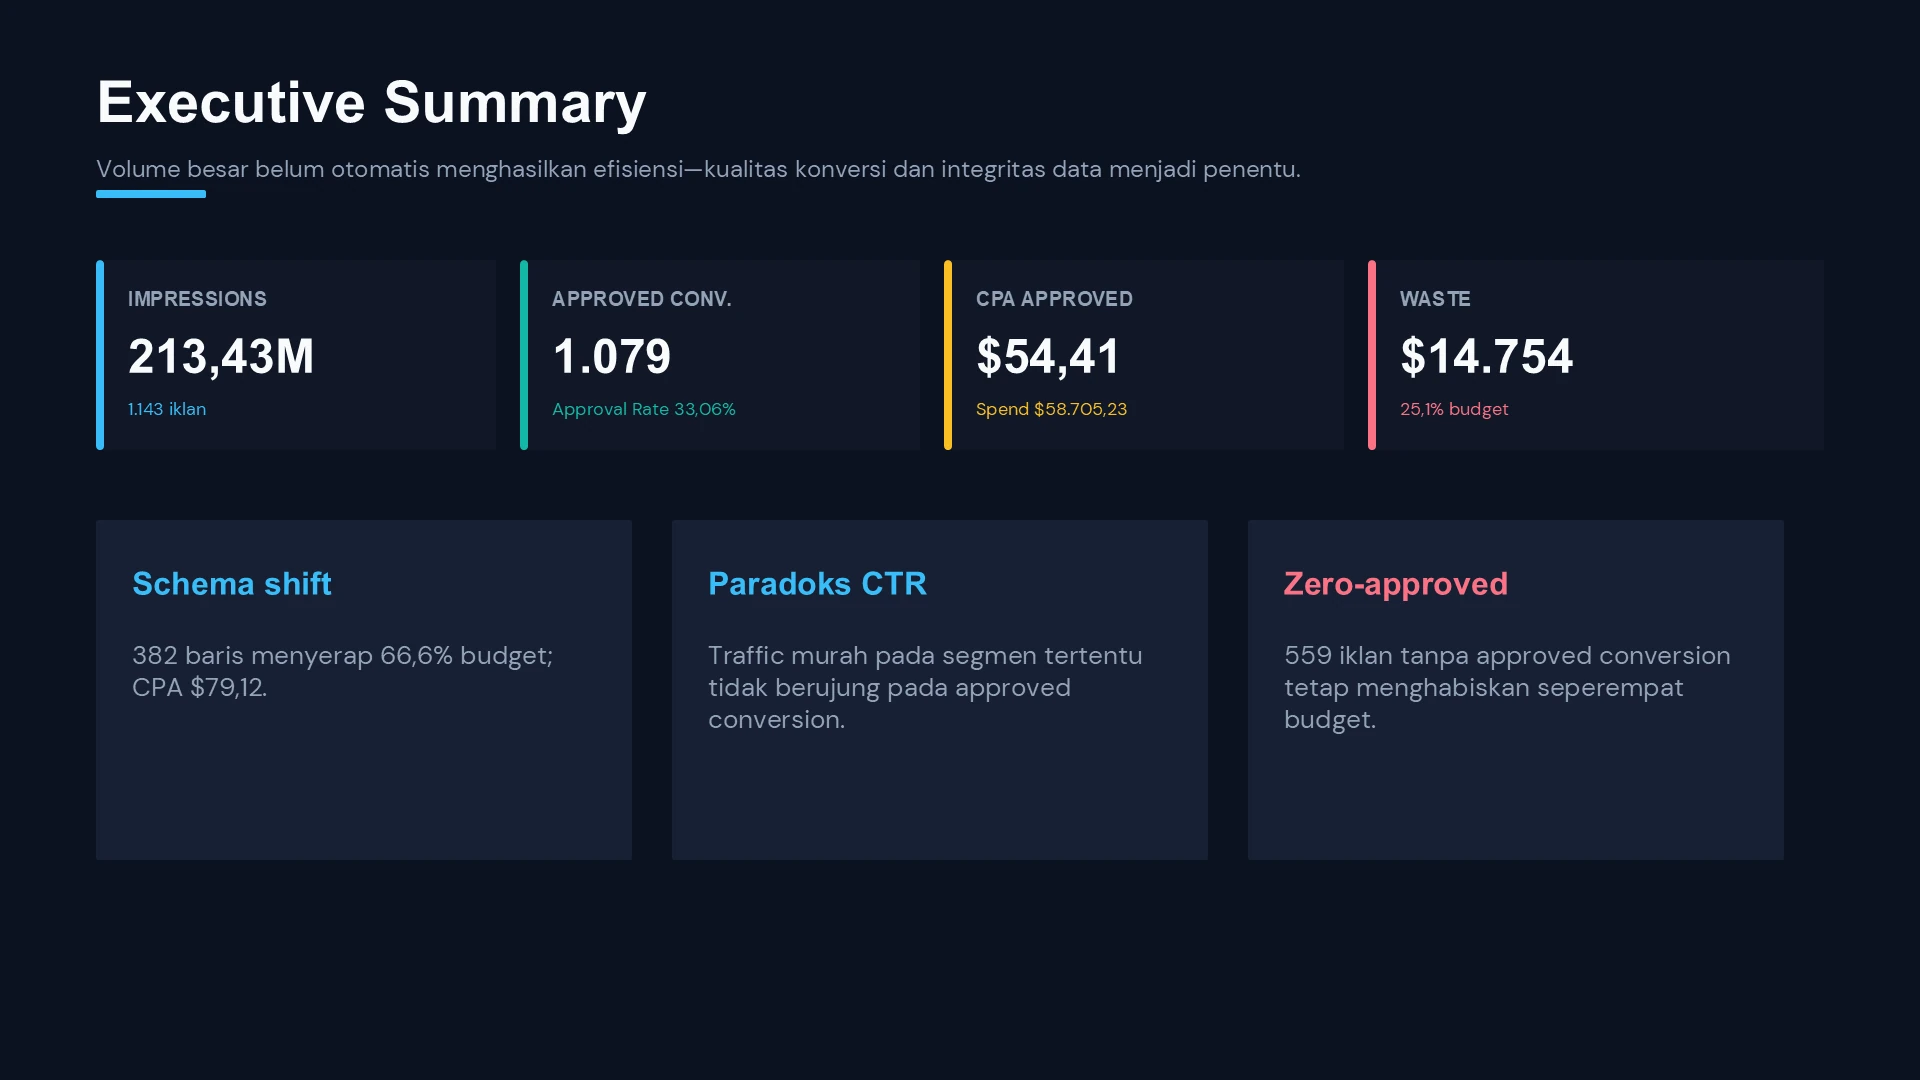 Executive Summary
Volume besar belum otomatis menghasilkan efisiensi—kualitas konversi dan integritas data menjadi penentu.
IMPRESSIONS
213,43M
1.143 iklan
APPROVED CONV.
1.079
Approval Rate 33,06%
CPA APPROVED
$54,41
Spend $58.705,23
WASTE
$14.754
25,1% budget
Schema shift
382 baris menyerap 66,6% budget;
CPA $79,12.
Paradoks CTR
Traffic murah pada segmen tertentu
tidak berujung pada approved
conversion.
Zero-approved
559 iklan tanpa approved conversion
tetap menghabiskan seperempat
budget.